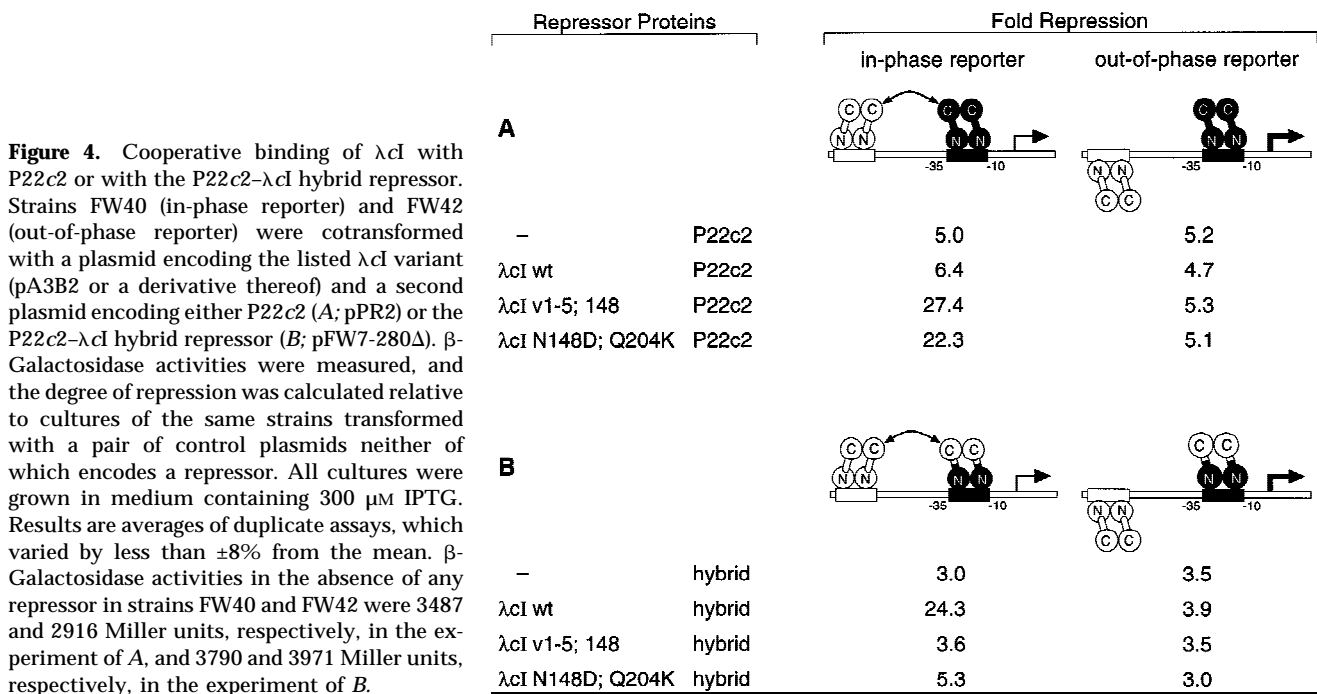 Figure 4. Cooperative binding of λcI with
P22c2 or with the P22c2–λcI hybrid repressor.
Strains FW40 (in-phase reporter) and FW42
(out-of-phase reporter) were cotransformed
with a plasmid encoding the listed λcI variant
(pA3B2 or a derivative thereof) and a second
plasmid encoding either P22c2 (A; pPR2) or the
P22c2–λcI hybrid repressor (B; pFW7-280Δ). β-
Galactosidase activities were measured, and
the degree of repression was calculated relative
to cultures of the same strains transformed
with a pair of control plasmids neither of
which encodes a repressor. All cultures were
grown in medium containing 300 μM IPTG.
Results are averages of duplicate assays, which
varied by less than ±8% from the mean. β-
Galactosidase activities in the absence of any
repressor in strains FW40 and FW42 were 3487
and 2916 Miller units, respectively, in the ex-
periment of A, and 3790 and 3971 Miller units,
respectively, in the experiment of B.
Repressor Proteins Fold Repression
in-phase reporter out-of-phase reporter
A
C C C C C C
N N N N N N
-35 -10 -35 -10
N N
C C
– P22c2 5.0 5.2
λcI wt P22c2 6.4 4.7
λcI v1-5; 148 P22c2 27.4 5.3
λcI N148D; Q204K P22c2 22.3 5.1
B
C C C C C C
N N N N N N
-35 -10 -35 -10
N N
C C
– hybrid 3.0 3.5
λcI wt hybrid 24.3 3.9
λcI v1-5; 148 hybrid 3.6 3.5
λcI N148D; Q204K hybrid 5.3 3.0